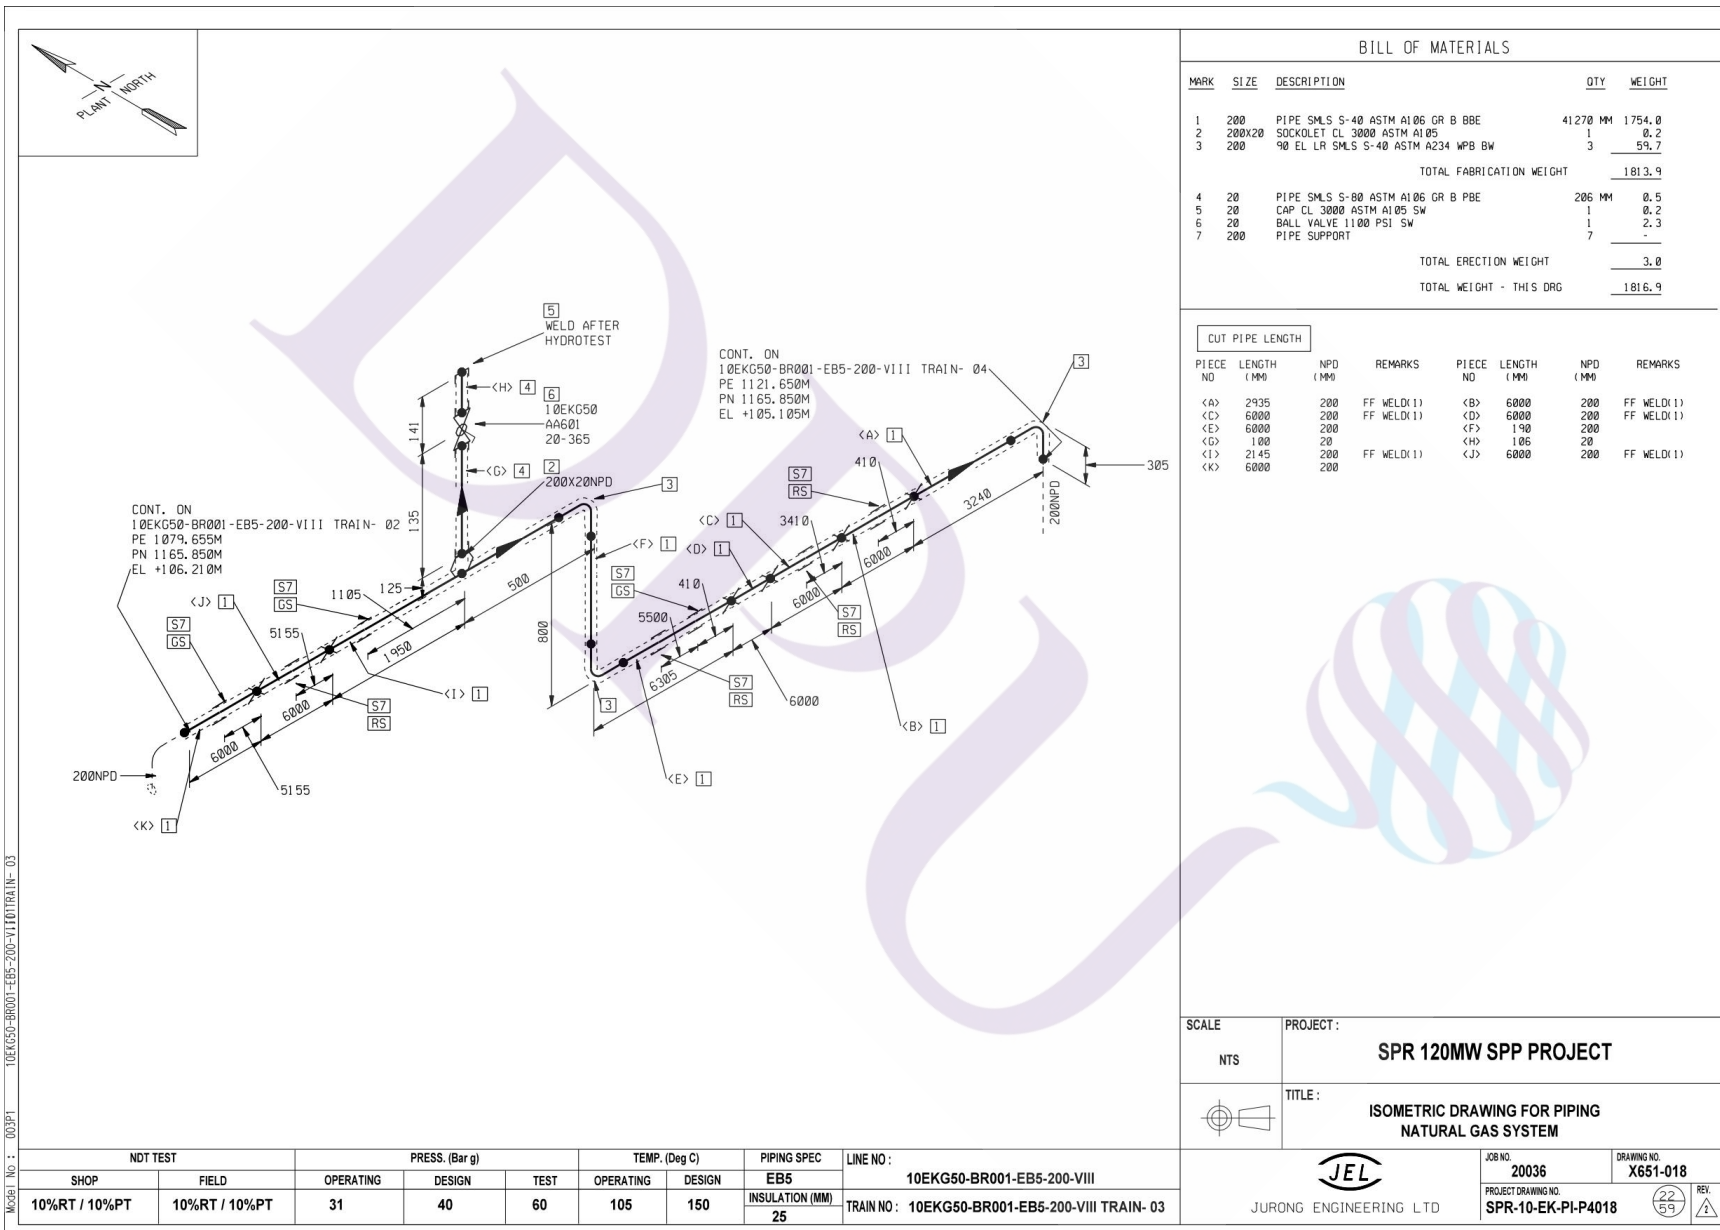 N
PLANT NORTH
5
WELD AFTER
HYDROTEST
<H> 4
6
10EKG50
AA601
20-365
141
<G> 4
2
200X20NPD
135
CONT. ON
10EKG50-BR001-EB5-200-VIII TRAIN- 04
PE 1121.650M
PN 1165.850M
EL +105.105M
3
<A> 1
410
305
S7
RS
3240
200NPD
3
<C> 1
3410
<D> 1
6000
CONT. ON
10EKG50-BR001-EB5-200-VIII TRAIN- 02
PE 1079.655M
PN 1165.850M
EL +106.210M
<F> 1
500
S7
GS
410
6000
S7
RS
125
S7
GS
1105
<J> 1
S7
GS
5155
1950
800
5500
6305
S7
RS
6000
<B> 1
<I> 1
3
6000
S7
RS
6000
200NPD
5155
<E> 1
<K> 1
DPU
BILL OF MATERIALS
MARK SIZE DESCRIPTION QTY WEIGHT
1 200 PIPE SMLS S-40 ASTM A106 GR B BBE 41270 MM 1754.0
2 200X20 SOCKOLET CL 3000 ASTM A105 1 0.2
3 200 90 EL LR SMLS S-40 ASTM A234 WPB BW 3 59.7
TOTAL FABRICATION WEIGHT 1813.9
4 20 PIPE SMLS S-80 ASTM A106 GR B PBE 206 MM 0.5
5 20 CAP CL 3000 ASTM A105 SW 1 0.2
6 20 BALL VALVE 1100 PSI SW 1 2.3
7 200 PIPE SUPPORT 7 -
TOTAL ERECTION WEIGHT 3.0
TOTAL WEIGHT - THIS DRG 1816.9
CUT PIPE LENGTH
PIECE LENGTH NPD REMARKS PIECE LENGTH NPD REMARKS
NO (MM) (MM) NO (MM) (MM)
<A> 2935 200 FF WELD(1) <B> 6000 200 FF WELD(1)
<C> 6000 200 FF WELD(1) <D> 6000 200 FF WELD(1)
<E> 6000 200 <F> 190 200
<G> 100 20 <H> 106 20
<I> 2145 200 FF WELD(1) <J> 6000 200 FF WELD(1)
<K> 6000 200
SCALE
NTS
PROJECT :
SPR 120MW SPP PROJECT
TITLE :
ISOMETRIC DRAWING FOR PIPING
NATURAL GAS SYSTEM
JEL
JURONG ENGINEERING LTD
JOB NO.
20036
DRAWING NO.
X651-018
PROJECT DRAWING NO.
SPR-10-EK-PI-P4018
22
59
REV.
2
NDT TEST PRESS. (Bar g) TEMP. (Deg C) PIPING SPEC LINE NO :
SHOP FIELD OPERATING DESIGN TEST OPERATING DESIGN EB5 10EKG50-BR001-EB5-200-VIII
10%RT / 10%PT 10%RT / 10%PT 31 40 60 105 150 INSULATION (MM) 25 TRAIN NO : 10EKG50-BR001-EB5-200-VIII TRAIN- 03
Model No : 003P1